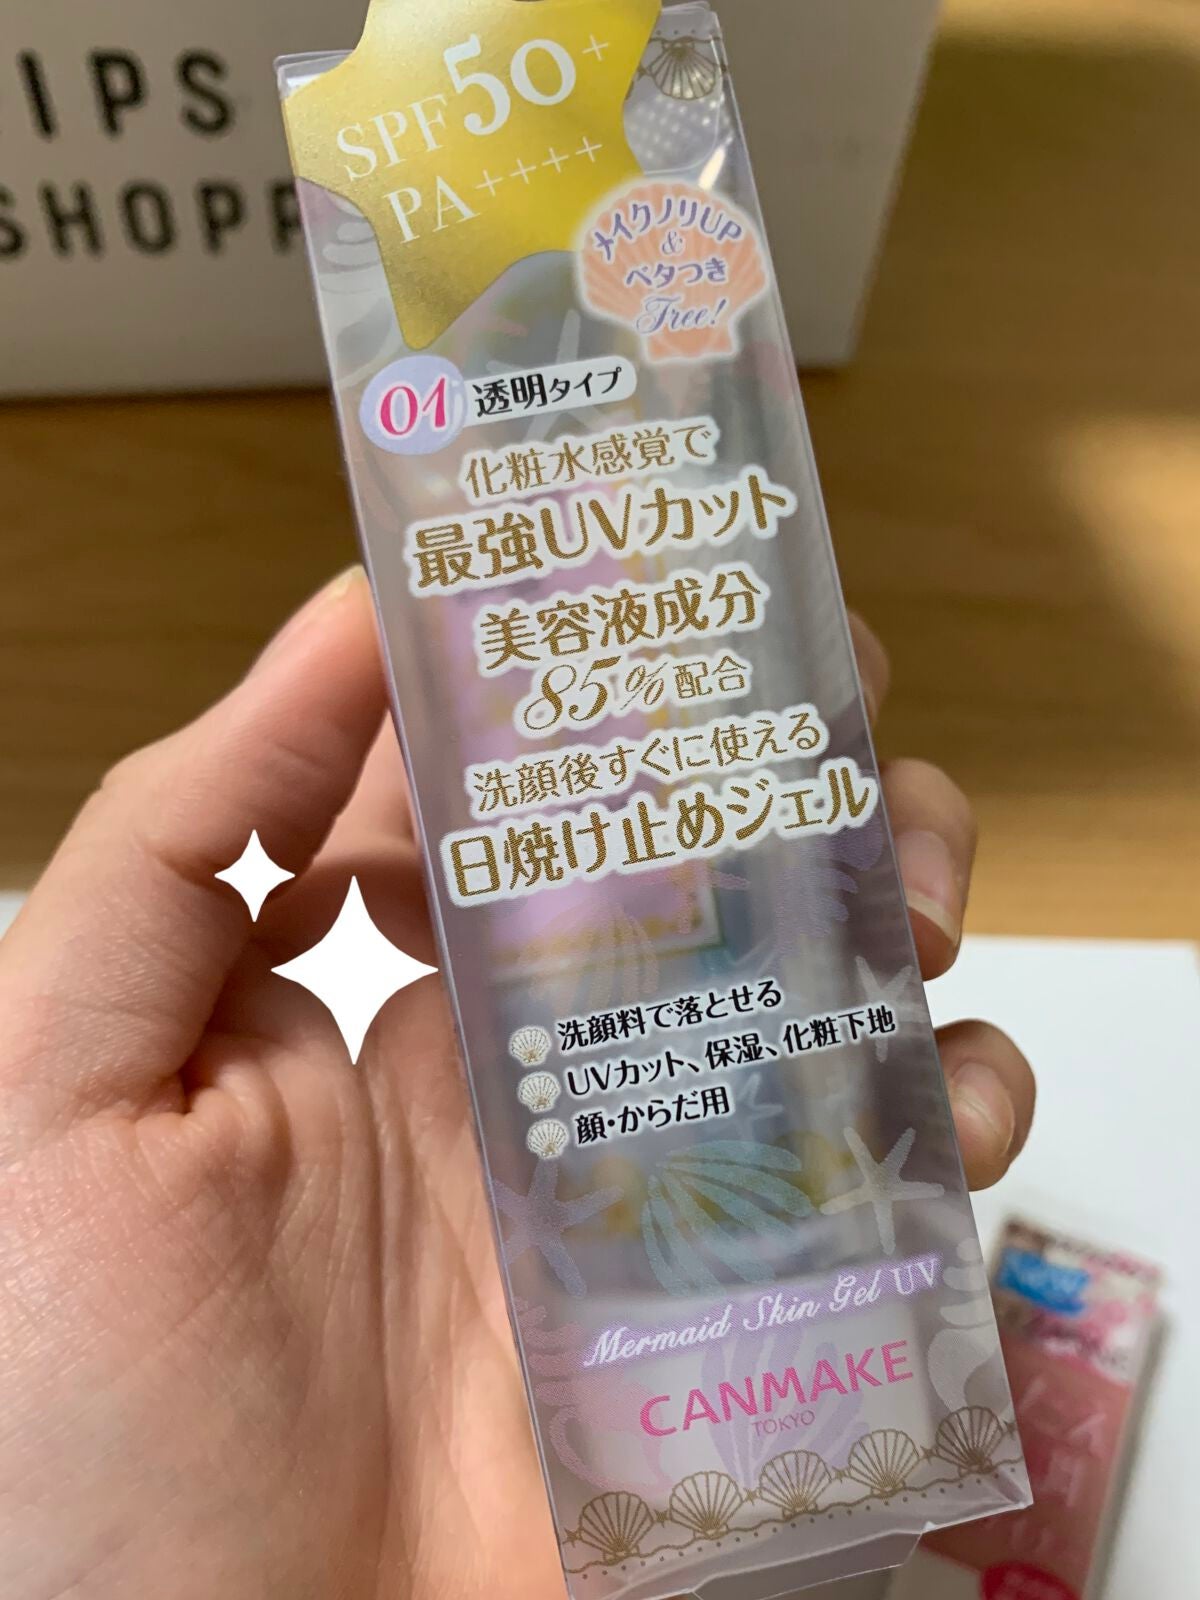 IPS
SHOPP
SPF50+
PA++++
メイクノリUP
&
ベタつき
Free!
01 透明タイプ
化粧水感覚で
最強UVカット
美容液成分
85%配合
洗顔後すぐに使える
日焼け止めジェル
洗顔料で落とせる
UVカット、保湿、化粧下地
顔・からだ用
Mermaid Skin Gel UV
CANMAKE
TOKYO